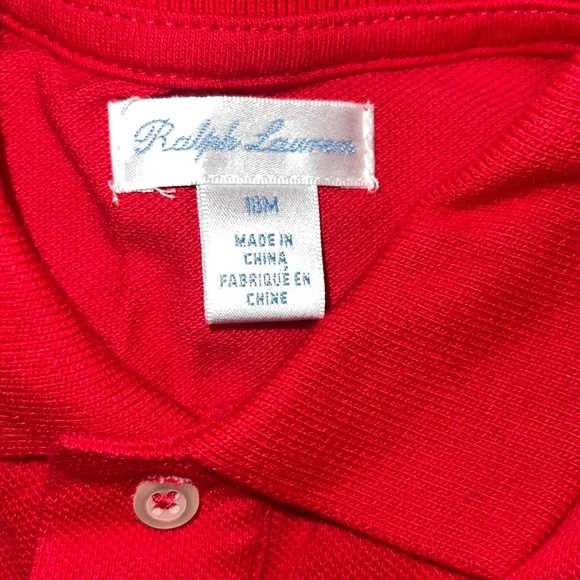 Ralph Lauren
18M
MADE IN
CHINA
FABRIQUÉ EN
CHINE